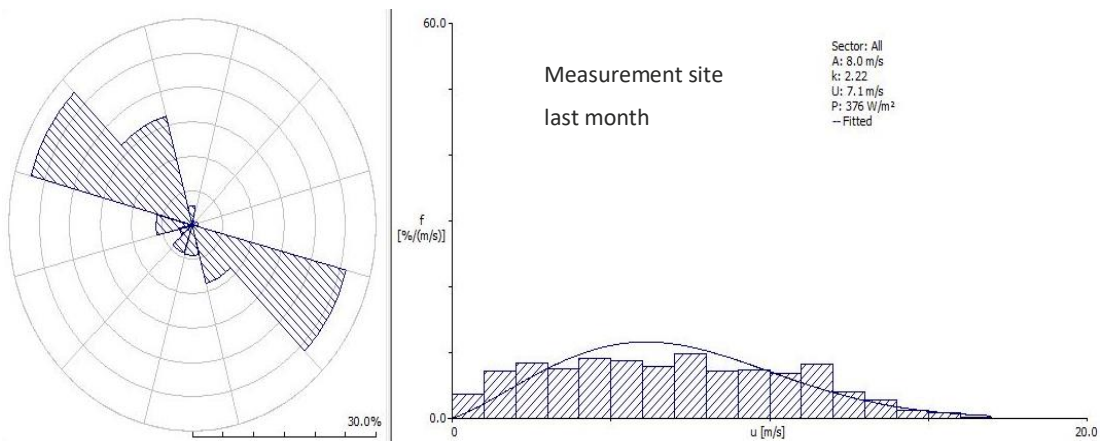 30.0%
60.0
f
[%/(m/s)]
0.0
0
u [m/s]
20.0
Measurement site
last month
Sector: All
A: 8.0 m/s
k: 2.22
U: 7.1 m/s
P: 376 W/m²
-- Fitted